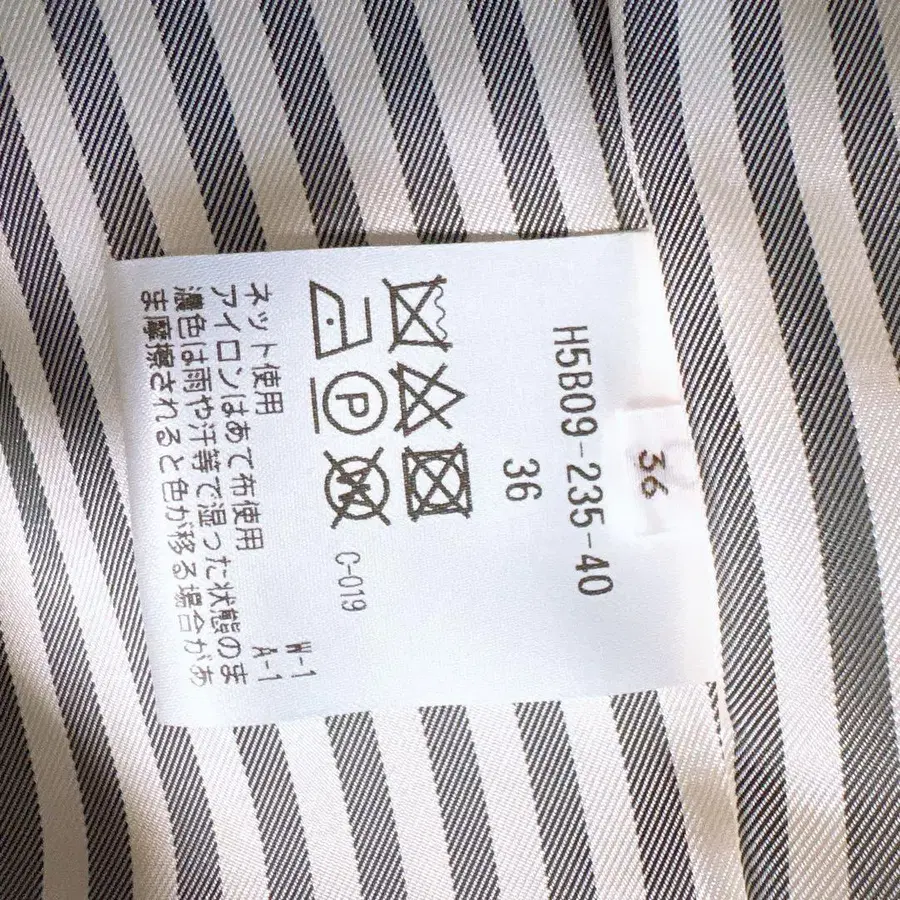 36
H5B09-235-40
36
C-019
ネット使用 W-1
アイロンはあて布使用 A-1
濃色は雨や汗等で湿った状態のま
ま摩擦されると色が移る場合があ